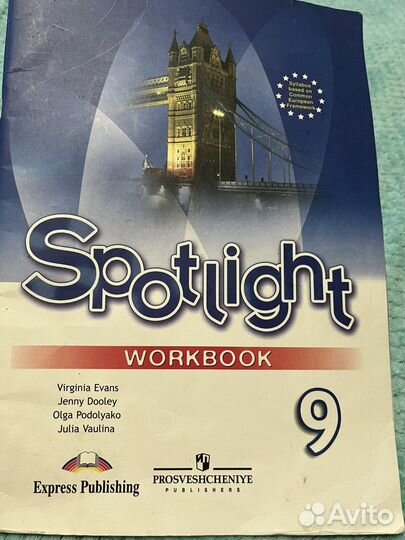 Syllabus
based on
Common
European
Framework
Spotlight
WORKBOOK
Virginia Evans
Jenny Dooley
Olga Podolyako
Julia Vaulina
9
Express Publishing
PROSVESHCHENIYE
PUBLISHERS
Avito